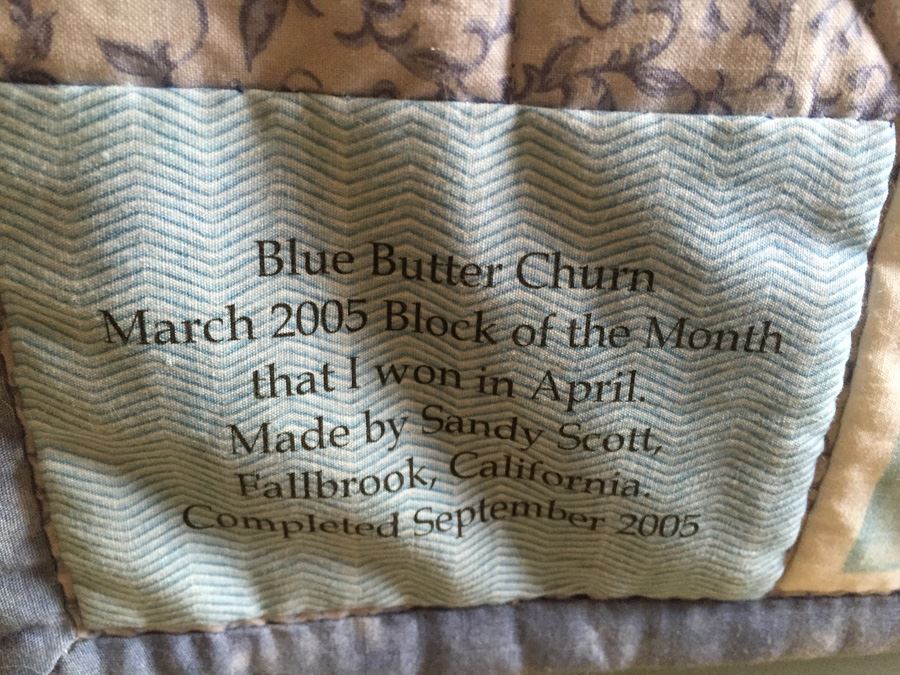 Blue Butter Churn
March 2005 Block of the Month
that I won in April.
Made by Sandy Scott,
Fallbrook, California.
Completed September 2005